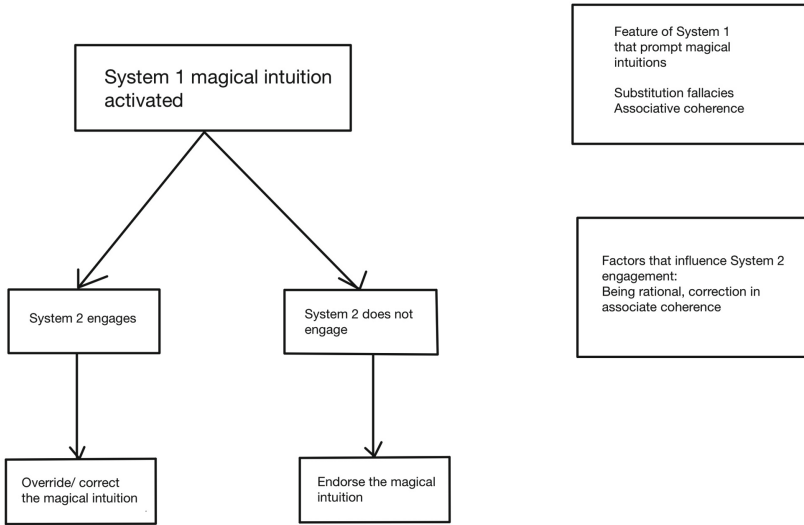 System 1 magical intuition
activated
System 2 engages
System 2 does not
engage
Override/ correct
the magical intuition
Endorse the magical
intuition
Feature of System 1
that prompt magical
intuitions
Substitution fallacies
Associative coherence
Factors that influence System 2
engagement:
Being rational, correction in
associate coherence